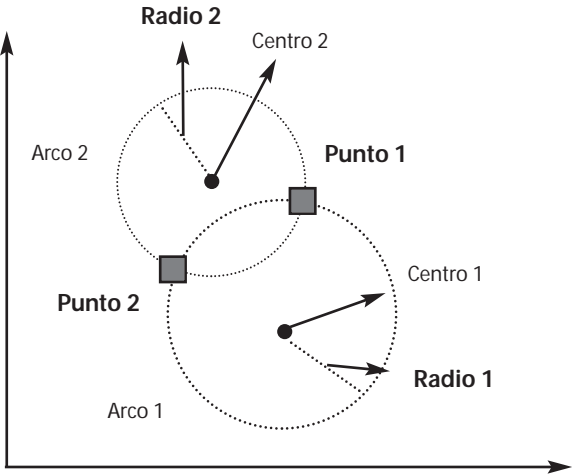 Radio 2
Centro 2
Arco 2
Punto 1
Centro 1
Punto 2
Radio 1
Arco 1